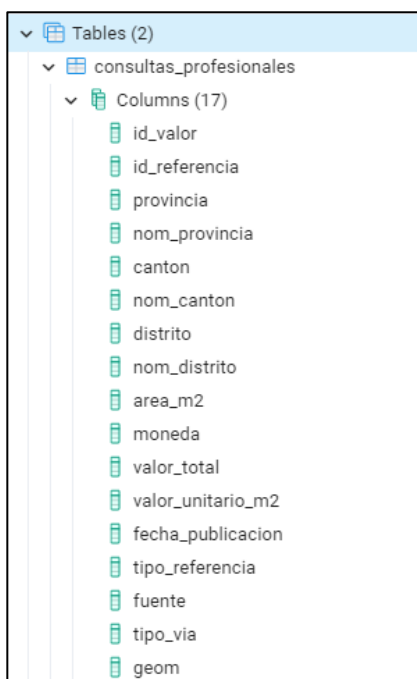 Tables (2)
consultas_profesionales
Columns (17)
id_valor
id_referencia
provincia
nom_provincia
canton
nom_canton
distrito
nom_distrito
area_m2
moneda
valor_total
valor_unitario_m2
fecha_publicacion
tipo_referencia
fuente
tipo_via
geom